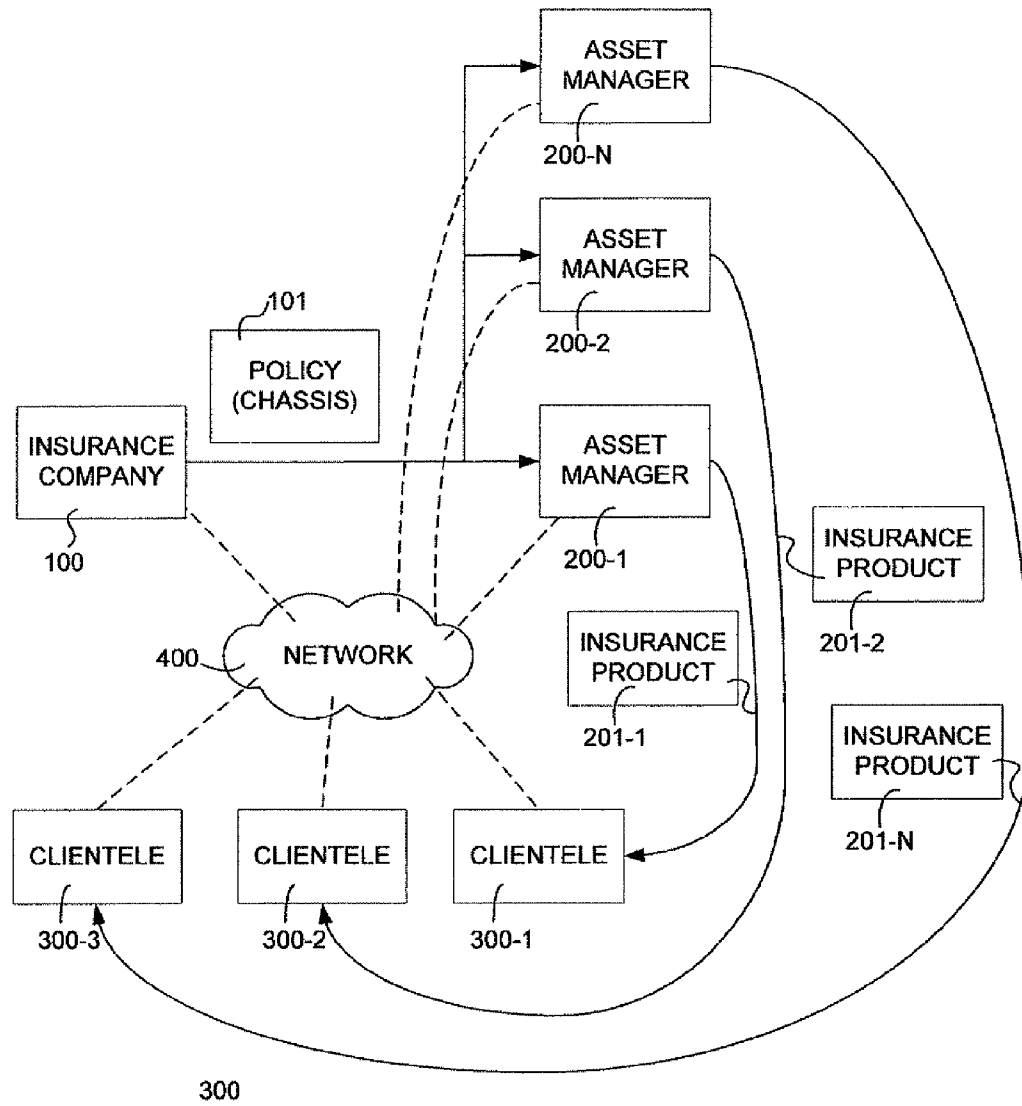 ASSET
MANAGER
200-N
ASSET
MANAGER
200-2
101
POLICY
(CHASSIS)
INSURANCE
COMPANY
100
ASSET
MANAGER
200-1
INSURANCE
PRODUCT
201-2
NETWORK
400
INSURANCE
PRODUCT
201-1
INSURANCE
PRODUCT
201-N
CLIENTELE
300-3
CLIENTELE
300-2
CLIENTELE
300-1
300